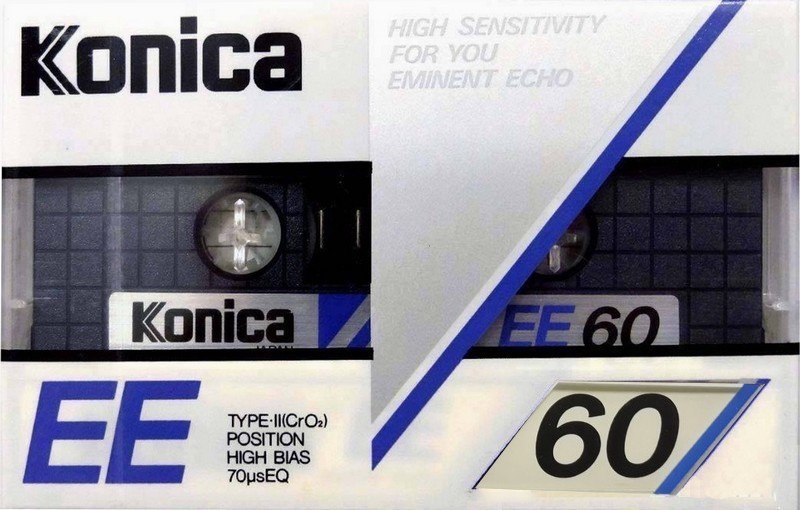 Konica
HIGH SENSITIVITY
FOR YOU
EMINENT ECHO
Konica
JAPAN
EE 60
EE
TYPE·II(CrO₂)
POSITION
HIGH BIAS
70μsEQ
60